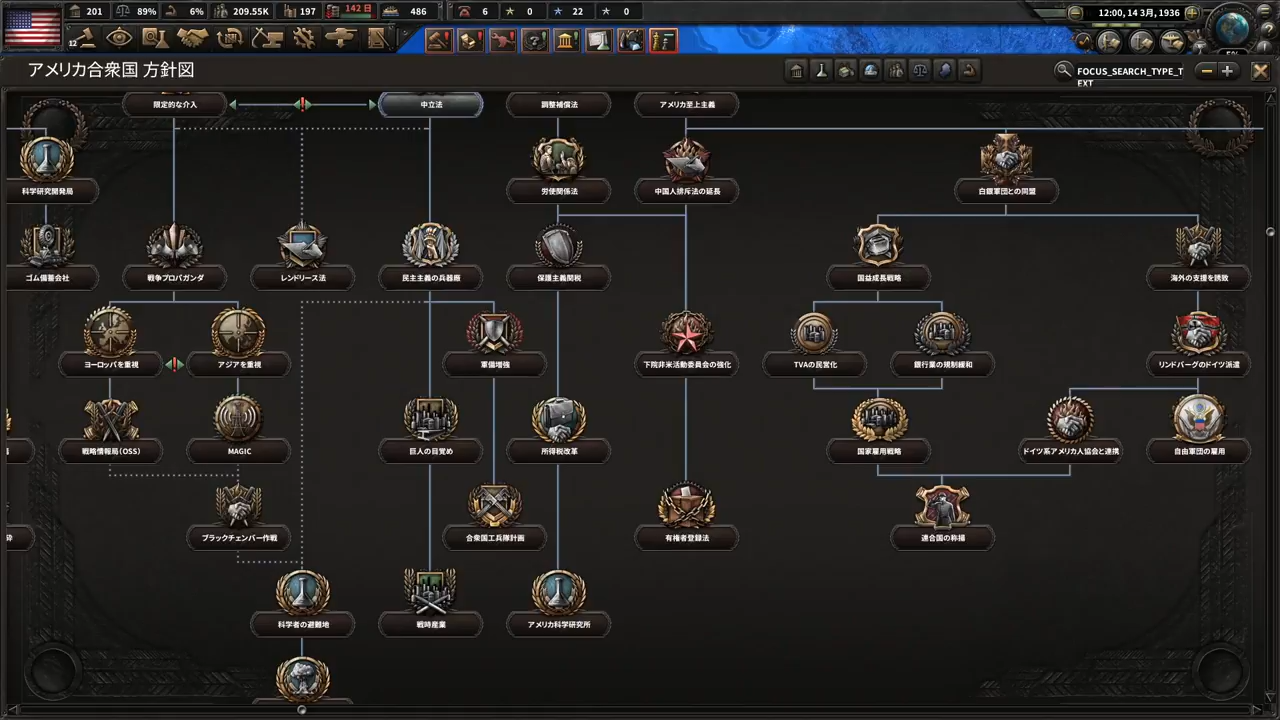 201 89% 6% 209.55K 197 142 日 486 6 0 22 0 12:00, 14 3月, 1936
12
アメリカ合衆国 方針図
FOCUS_SEARCH_TYPE_T
EXT
限定的な介入 中立法 調整補償法 アメリカ至上主義
科学研究開発局 労使関係法 中国人排斥法の延長 白銀軍団との同盟
ゴム備蓄会社 戦争プロパガンダ レンドリース法 民主主義の兵器廠 保護主義関税 国益成長戦略 海外の支援を誘致
ヨーロッパを重視 アジアを重視 軍備増強 下院非米活動委員会の強化 TVAの民営化 銀行業の規制緩和 リンドバーグのドイツ派遣
戦略情報局(OSS) MAGIC 巨人の目覚め 所得税改革 国家雇用戦略 ドイツ系アメリカ人協会と連携 自由軍団の雇用
ブラックチェンバー作戦 合衆国工兵隊計画 有権者登録法 連合国の称揚
科学者の避難地 戦時産業 アメリカ科学研究所